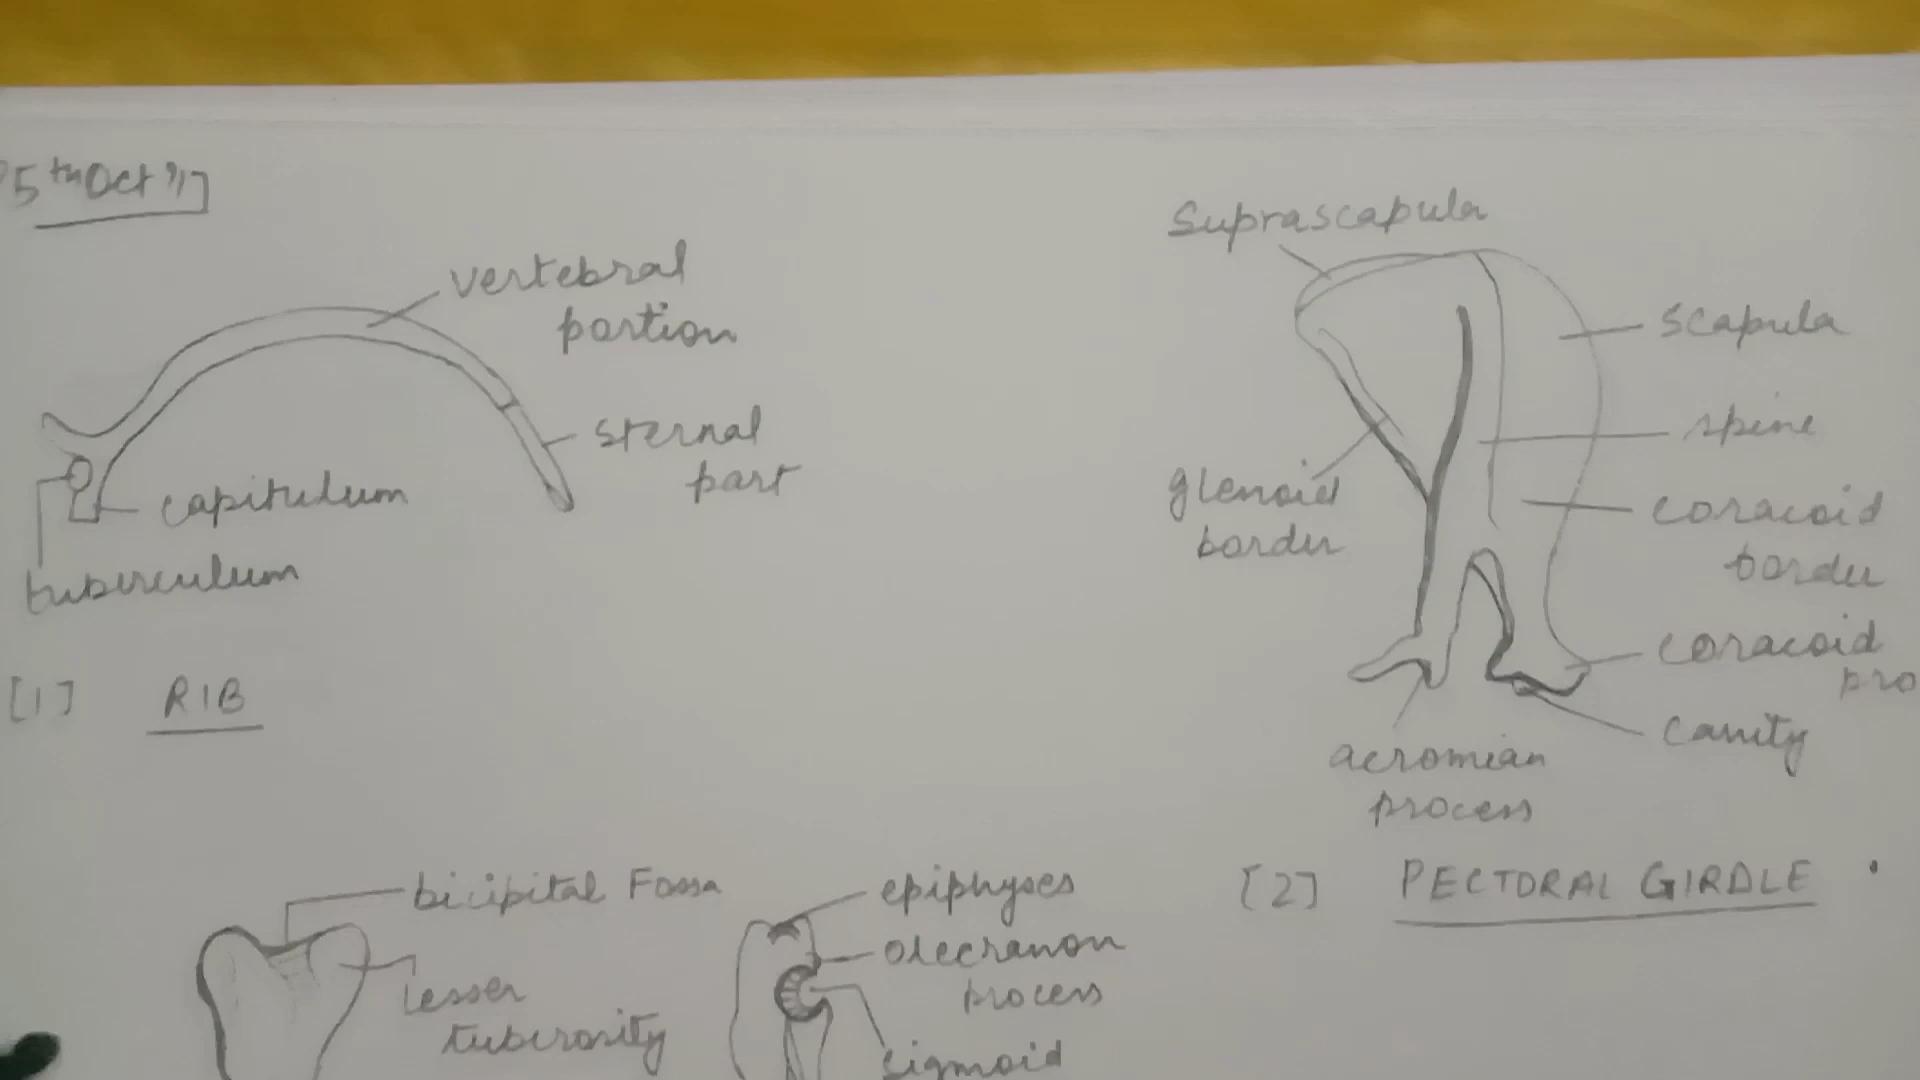 5th Oct '17
vertebral
portion
sternal
part
capitulum
tuberculum
[1] RIB
Suprascapula
scapula
spine
glenoid
border
coracoid
border
coracoid
pro
cavity
acromian
process
[2] PECTORAL GIRDLE
bicipital Fossa
lesser
tuberosity
epiphyses
olecranon
process
sigmoid